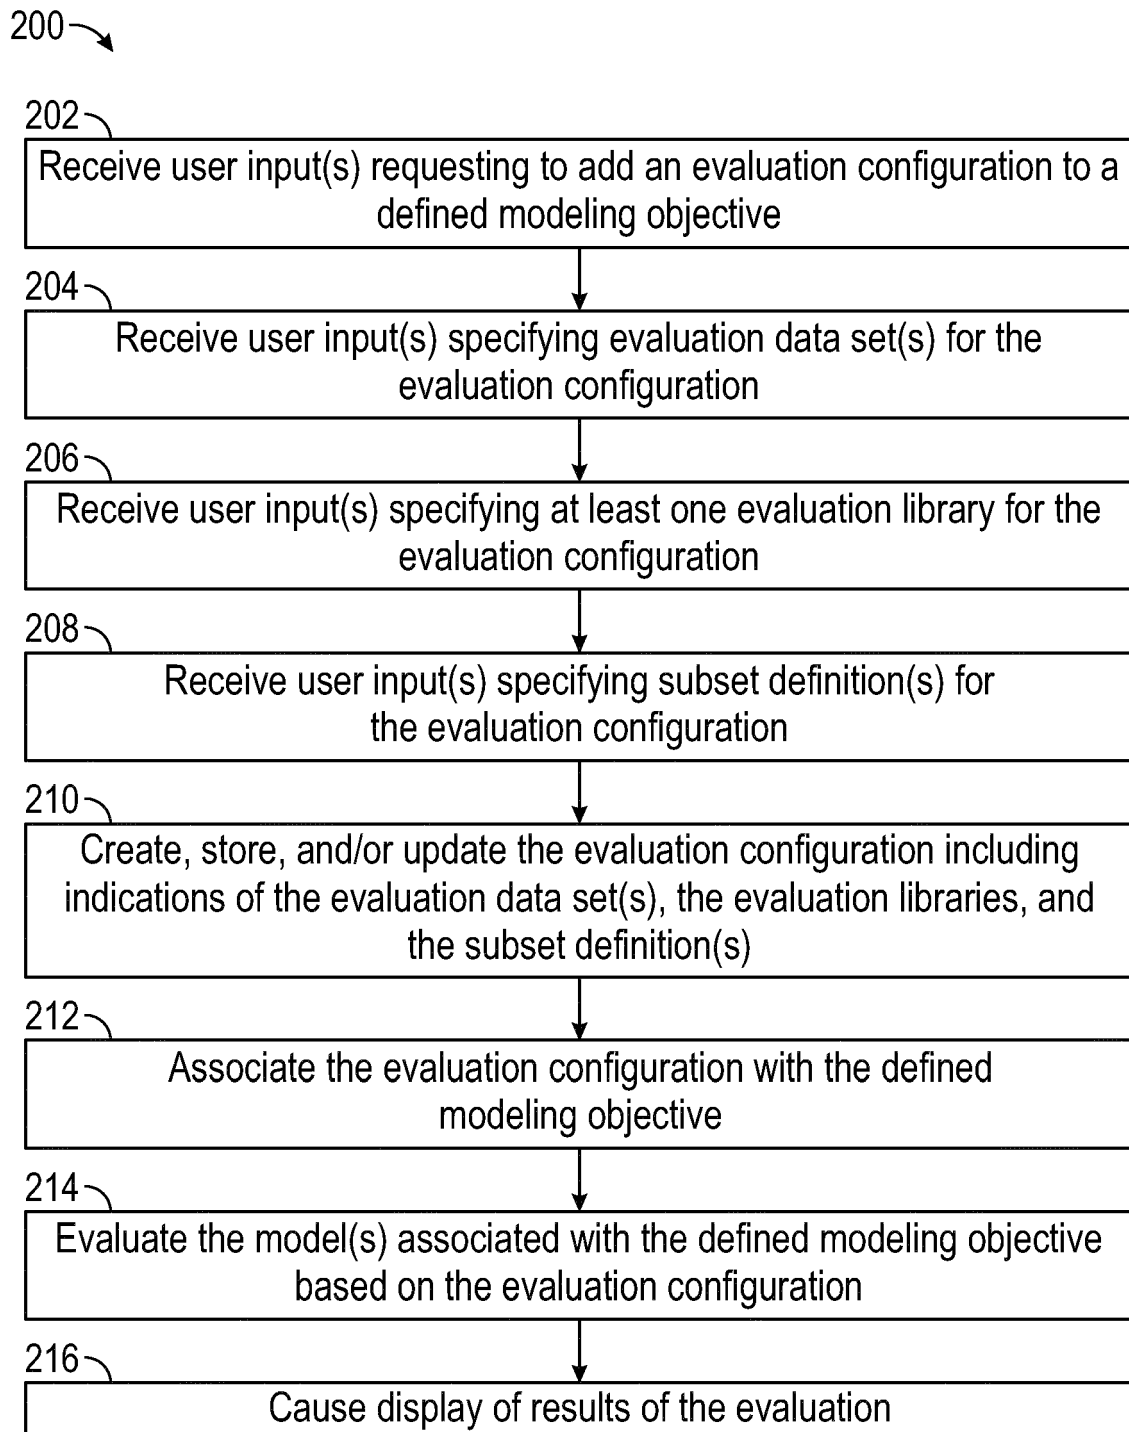 200
202
Receive user input(s) requesting to add an evaluation configuration to a
defined modeling objective
204
Receive user input(s) specifying evaluation data set(s) for the
evaluation configuration
206
Receive user input(s) specifying at least one evaluation library for the
evaluation configuration
208
Receive user input(s) specifying subset definition(s) for
the evaluation configuration
210
Create, store, and/or update the evaluation configuration including
indications of the evaluation data set(s), the evaluation libraries, and
the subset definition(s)
212
Associate the evaluation configuration with the defined
modeling objective
214
Evaluate the model(s) associated with the defined modeling objective
based on the evaluation configuration
216
Cause display of results of the evaluation